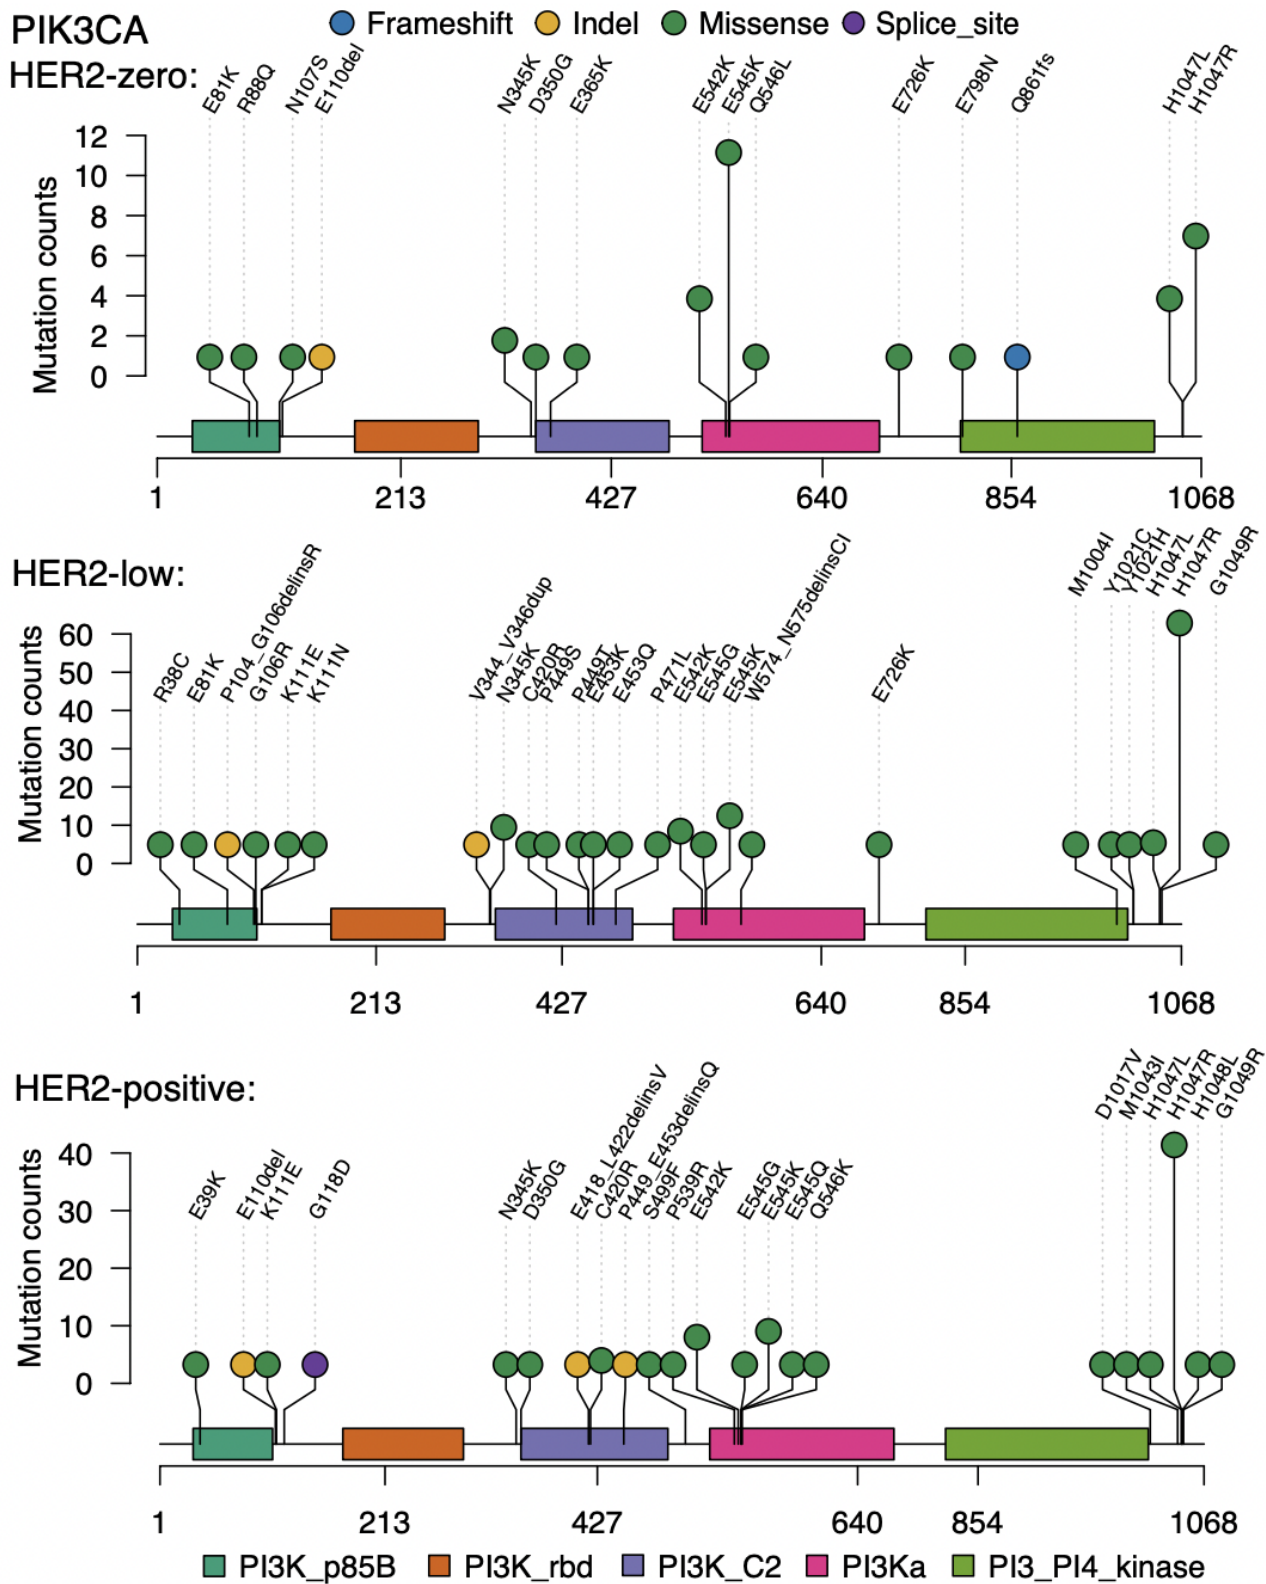 PIK3CA
Frameshift Indel Missense Splice_site
HER2-zero:
E81K R88Q N107S E110del N345K D350G E365K E542K E545K Q546L E726K E798N Q861fs H1047L H1047R
Mutation counts
12
10
8
6
4
2
0
1 213 427 640 854 1068
HER2-low:
R38C E81K P104_G106delinsR G106R K111E K111N V344_V346dup N345K C420R P449S P449T E453K E453Q P471L E542K E545G E545K W574_N575delinsCI E726K M1004I Y1021C Y1021H H1047L H1047R G1049R
Mutation counts
60
50
40
30
20
10
0
1 213 427 640 854 1068
HER2-positive:
E39K E110del K111E G118D N345K D350G E418_L422delinsV C420R P449_E453delinsQ S499F P539R E542K E545G E545K E545Q Q546K D1017V M1043I H1047L H1047R H1048L G1049R
Mutation counts
40
30
20
10
0
1 213 427 640 854 1068
PI3K_p85B PI3K_rbd PI3K_C2 PI3Ka PI3_PI4_kinase